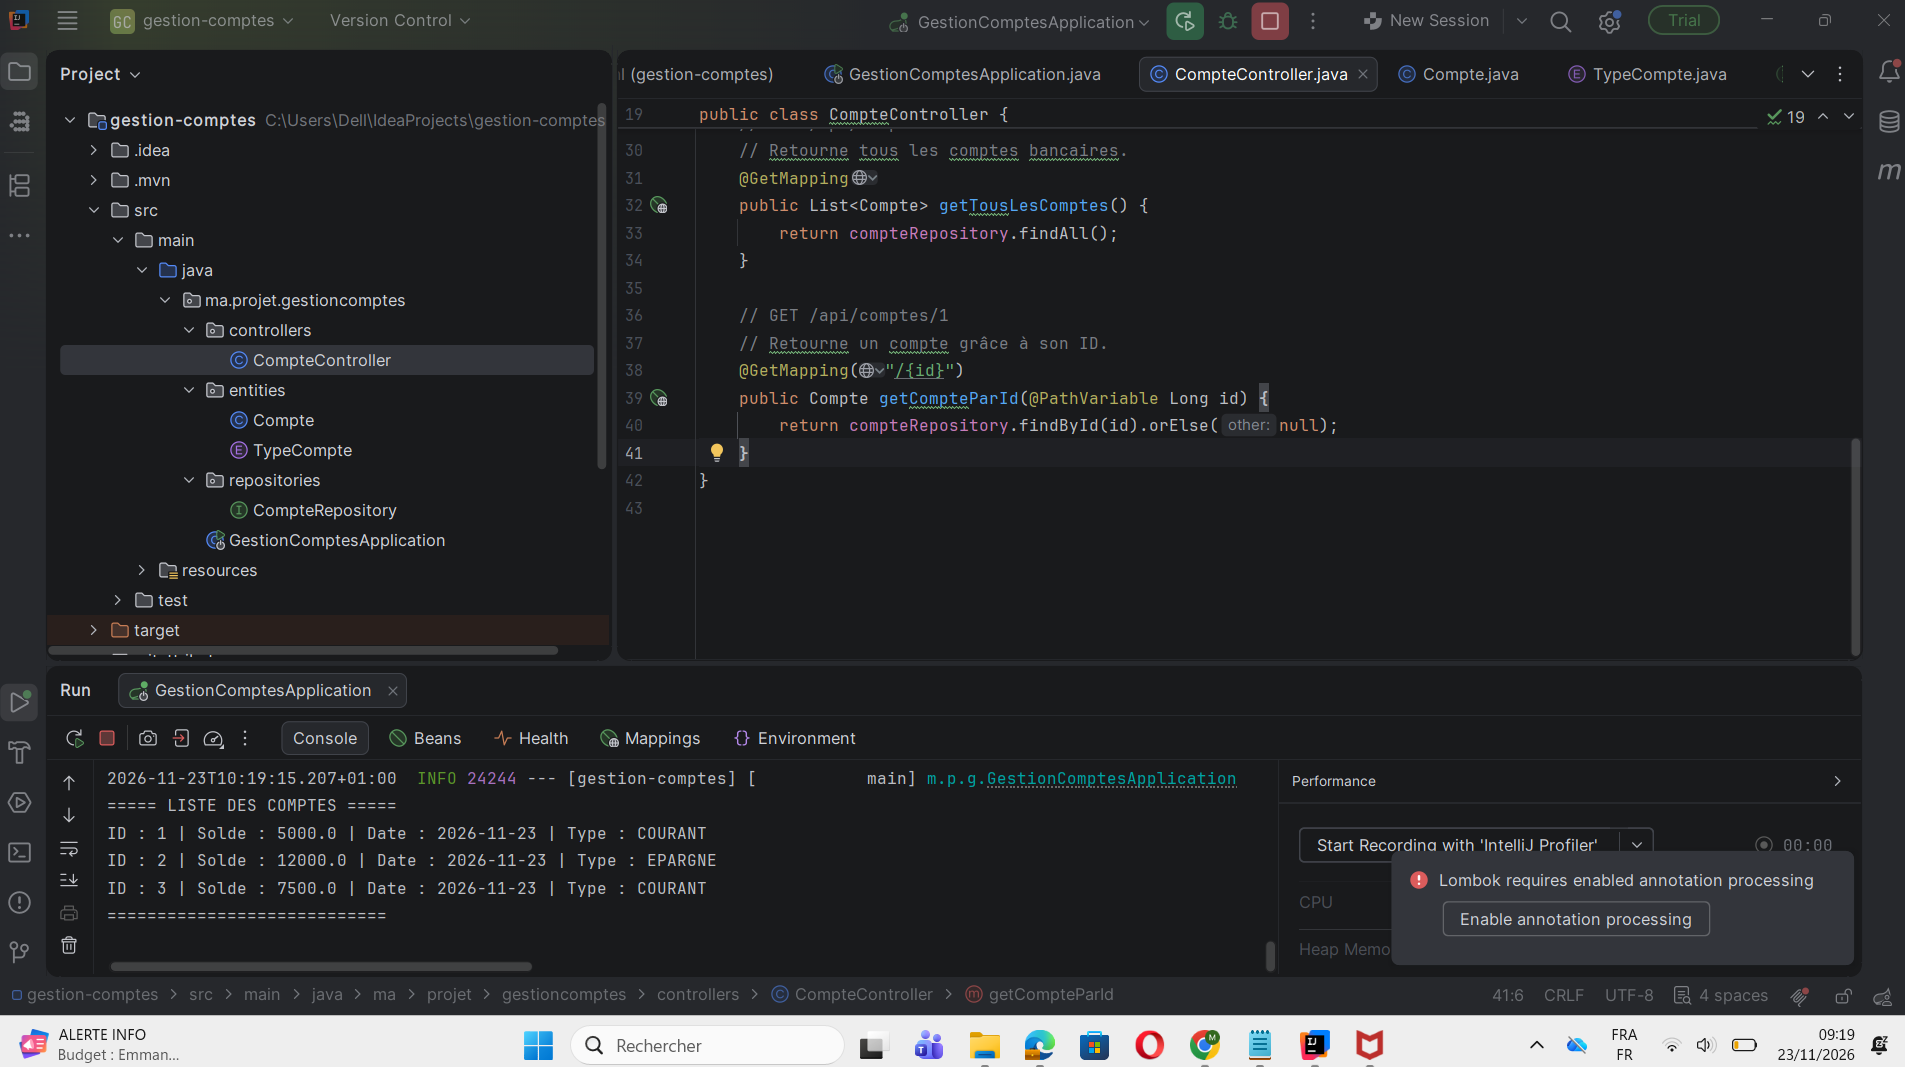 GC gestion-comptes
Version Control
GestionComptesApplication
New Session
Trial
Project
l (gestion-comptes)
GestionComptesApplication.java
CompteController.java
Compte.java
TypeCompte.java
gestion-comptes C:\Users\Dell\IdeaProjects\gestion-comptes
.idea
.mvn
src
main
java
ma.projet.gestioncomptes
controllers
CompteController
entities
Compte
TypeCompte
repositories
CompteRepository
GestionComptesApplication
resources
test
target
19 public class CompteController {
19
30 // Retourne tous les comptes bancaires.
31 @GetMapping
32 public List<Compte> getTousLesComptes() {
33 return compteRepository.findAll();
34 }
35
36 // GET /api/comptes/1
37 // Retourne un compte grâce à son ID.
38 @GetMapping("/{id}")
39 public Compte getCompteParId(@PathVariable Long id) {
40 return compteRepository.findById(id).orElse( other: null);
41 }
42 }
43
Run
GestionComptesApplication
Console
Beans
Health
Mappings
Environment
2026-11-23T10:19:15.207+01:00 INFO 24244 --- [gestion-comptes] [ main] m.p.g.GestionComptesApplication
===== LISTE DES COMPTES =====
ID : 1 | Solde : 5000.0 | Date : 2026-11-23 | Type : COURANT
ID : 2 | Solde : 12000.0 | Date : 2026-11-23 | Type : EPARGNE
ID : 3 | Solde : 7500.0 | Date : 2026-11-23 | Type : COURANT
============================
Performance
Start Recording with 'IntelliJ Profiler'
00:00
CPU
Heap Memo
Lombok requires enabled annotation processing
Enable annotation processing
gestion-comptes > src > main > java > ma > projet > gestioncomptes > controllers > CompteController > getCompteParId
41:6 CRLF UTF-8 4 spaces
ALERTE INFO
Budget : Emman...
Rechercher
FRA
FR
09:19
23/11/2026